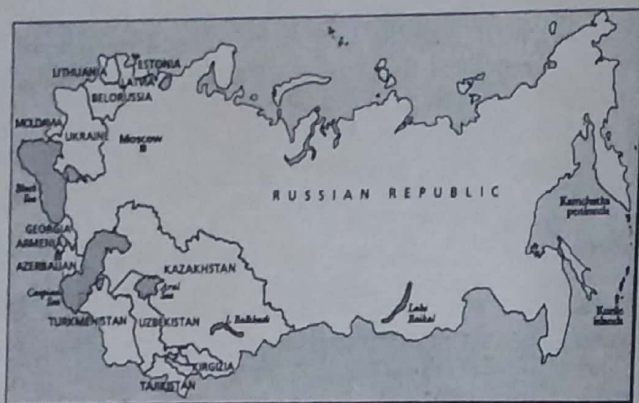 ESTONIA
LITHUANIA
LATVIA
BELORUSSIA
MOLDAVIA
UKRAINE
Moscow
Black
Sea
RUSSIAN REPUBLIC
Kamchatka
peninsula
GEORGIA
ARMENIA
AZERBAIJAN
KAZAKHSTAN
Caspian
Sea
Aral
Sea
Lake
Baikal
Kurile
islands
L. Balkhash
TURKMENISTAN
UZBEKISTAN
KIRGIZIA
TAJIKISTAN